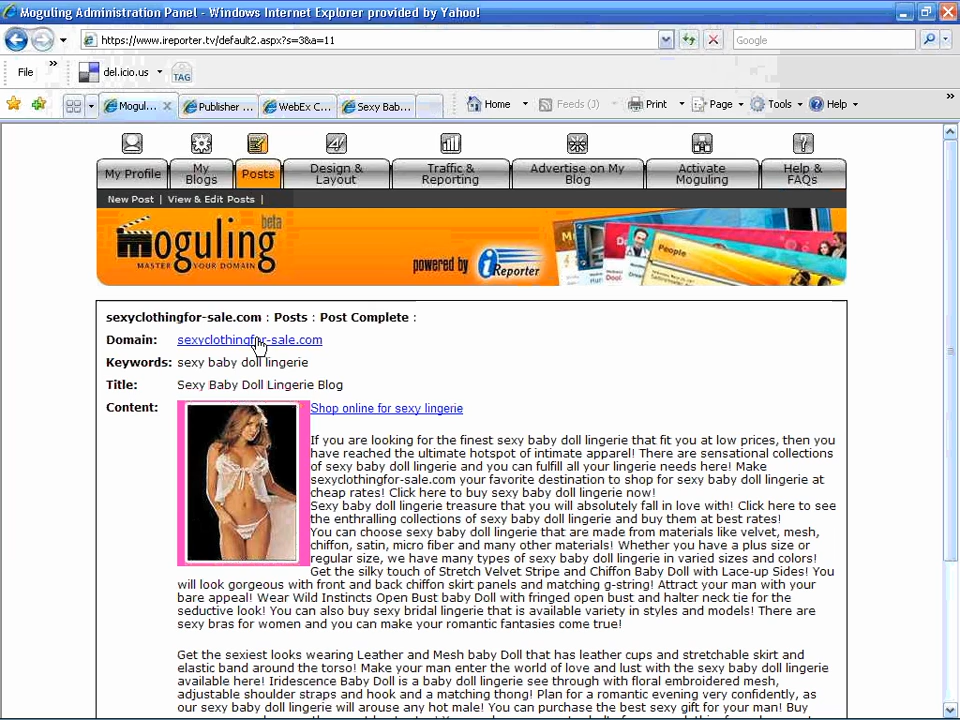 Moguling Administration Panel - Windows Internet Explorer provided by Yahoo!
https://www.ireporter.tv/default2.aspx?s=3&a=11
Google
File
»
del.icio.us
TAG
Mogul...
Publisher ...
WebEx C...
Sexy Bab...
Home
Feeds (J)
Print
Page
Tools
Help
»
My Profile
My Blogs
Posts
Design & Layout
Traffic & Reporting
Advertise on My Blog
Activate Moguling
Help & FAQs
New Post | View & Edit Posts |
moguling beta
MASTER YOUR DOMAIN
powered by iReporter
People
sexyclothingfor-sale.com : Posts : Post Complete :
Domain: sexyclothingfor-sale.com
Keywords: sexy baby doll lingerie
Title: Sexy Baby Doll Lingerie Blog
Content:
Shop online for sexy lingerie
If you are looking for the finest sexy baby doll lingerie that fit you at low prices, then you
have reached the ultimate hotspot of intimate apparel! There are sensational collections
of sexy baby doll lingerie and you can fulfill all your lingerie needs here! Make
sexyclothingfor-sale.com your favorite destination to shop for sexy baby doll lingerie at
cheap rates! Click here to buy sexy baby doll lingerie now!
Sexy baby doll lingerie treasure that you will absolutely fall in love with! Click here to see
the enthralling collections of sexy baby doll lingerie and buy them at best rates!
You can choose sexy baby doll lingerie that are made from materials like velvet, mesh,
chiffon, satin, micro fiber and many other materials! Whether you have a plus size or
regular size, we have many types of sexy baby doll lingerie in varied sizes and colors!
Get the silky touch of Stretch Velvet Stripe and Chiffon Baby Doll with Lace-up Sides! You
will look gorgeous with front and back chiffon skirt panels and matching g-string! Attract your man with your
bare appeal! Wear Wild Instincts Open Bust baby Doll with fringed open bust and halter neck tie for the
seductive look! You can also buy sexy bridal lingerie that is available variety in styles and models! There are
sexy bras for women and you can make your romantic fantasies come true!
Get the sexiest looks wearing Leather and Mesh baby Doll that has leather cups and stretchable skirt and
elastic band around the torso! Make your man enter the world of love and lust with the sexy baby doll lingerie
available here! Iridescence Baby Doll is a baby doll lingerie see through with floral embroidered mesh,
adjustable shoulder straps and hook and a matching thong! Plan for a romantic evening very confidently, as
our sexy baby doll lingerie will arouse any hot male! You can purchase the best sexy gift for your man! Buy